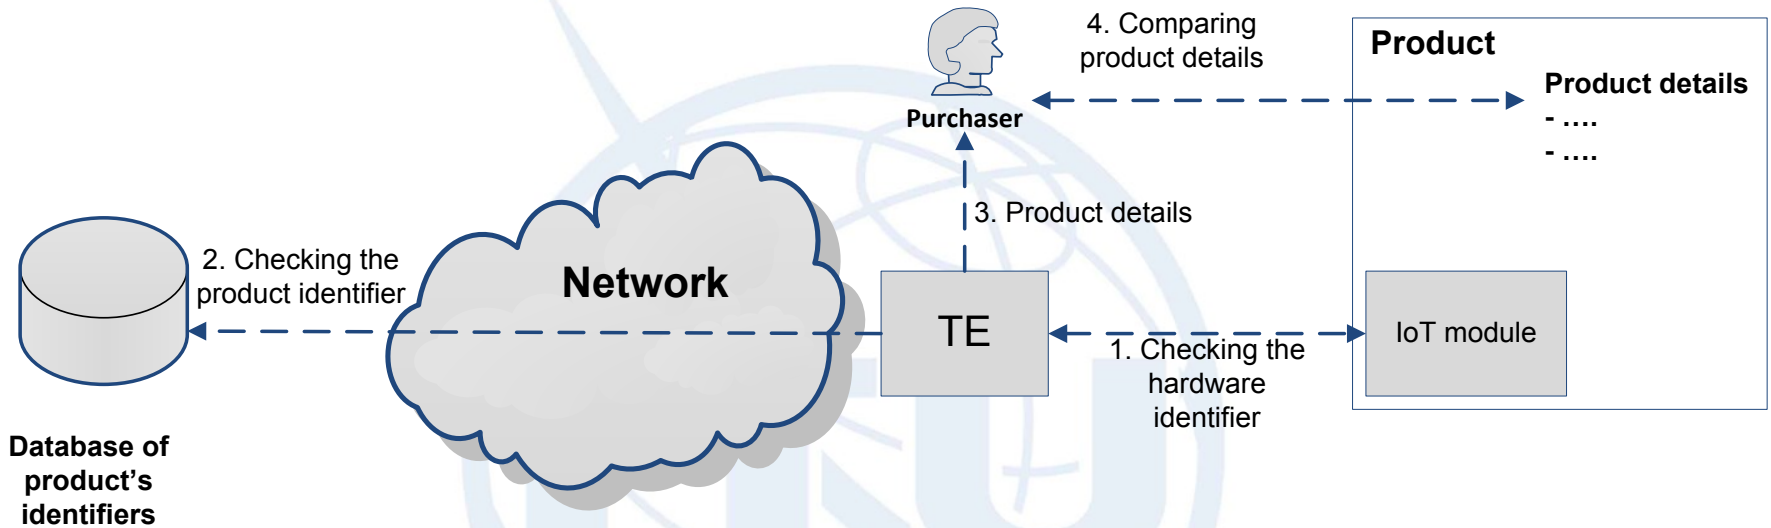 4. Comparing
product details
Product
Product details
- ....
- ....
Purchaser
3. Product details
2. Checking the
product identifier
Network
TE
IoT module
1. Checking the
hardware
identifier
Database of
product’s
identifiers
ITU